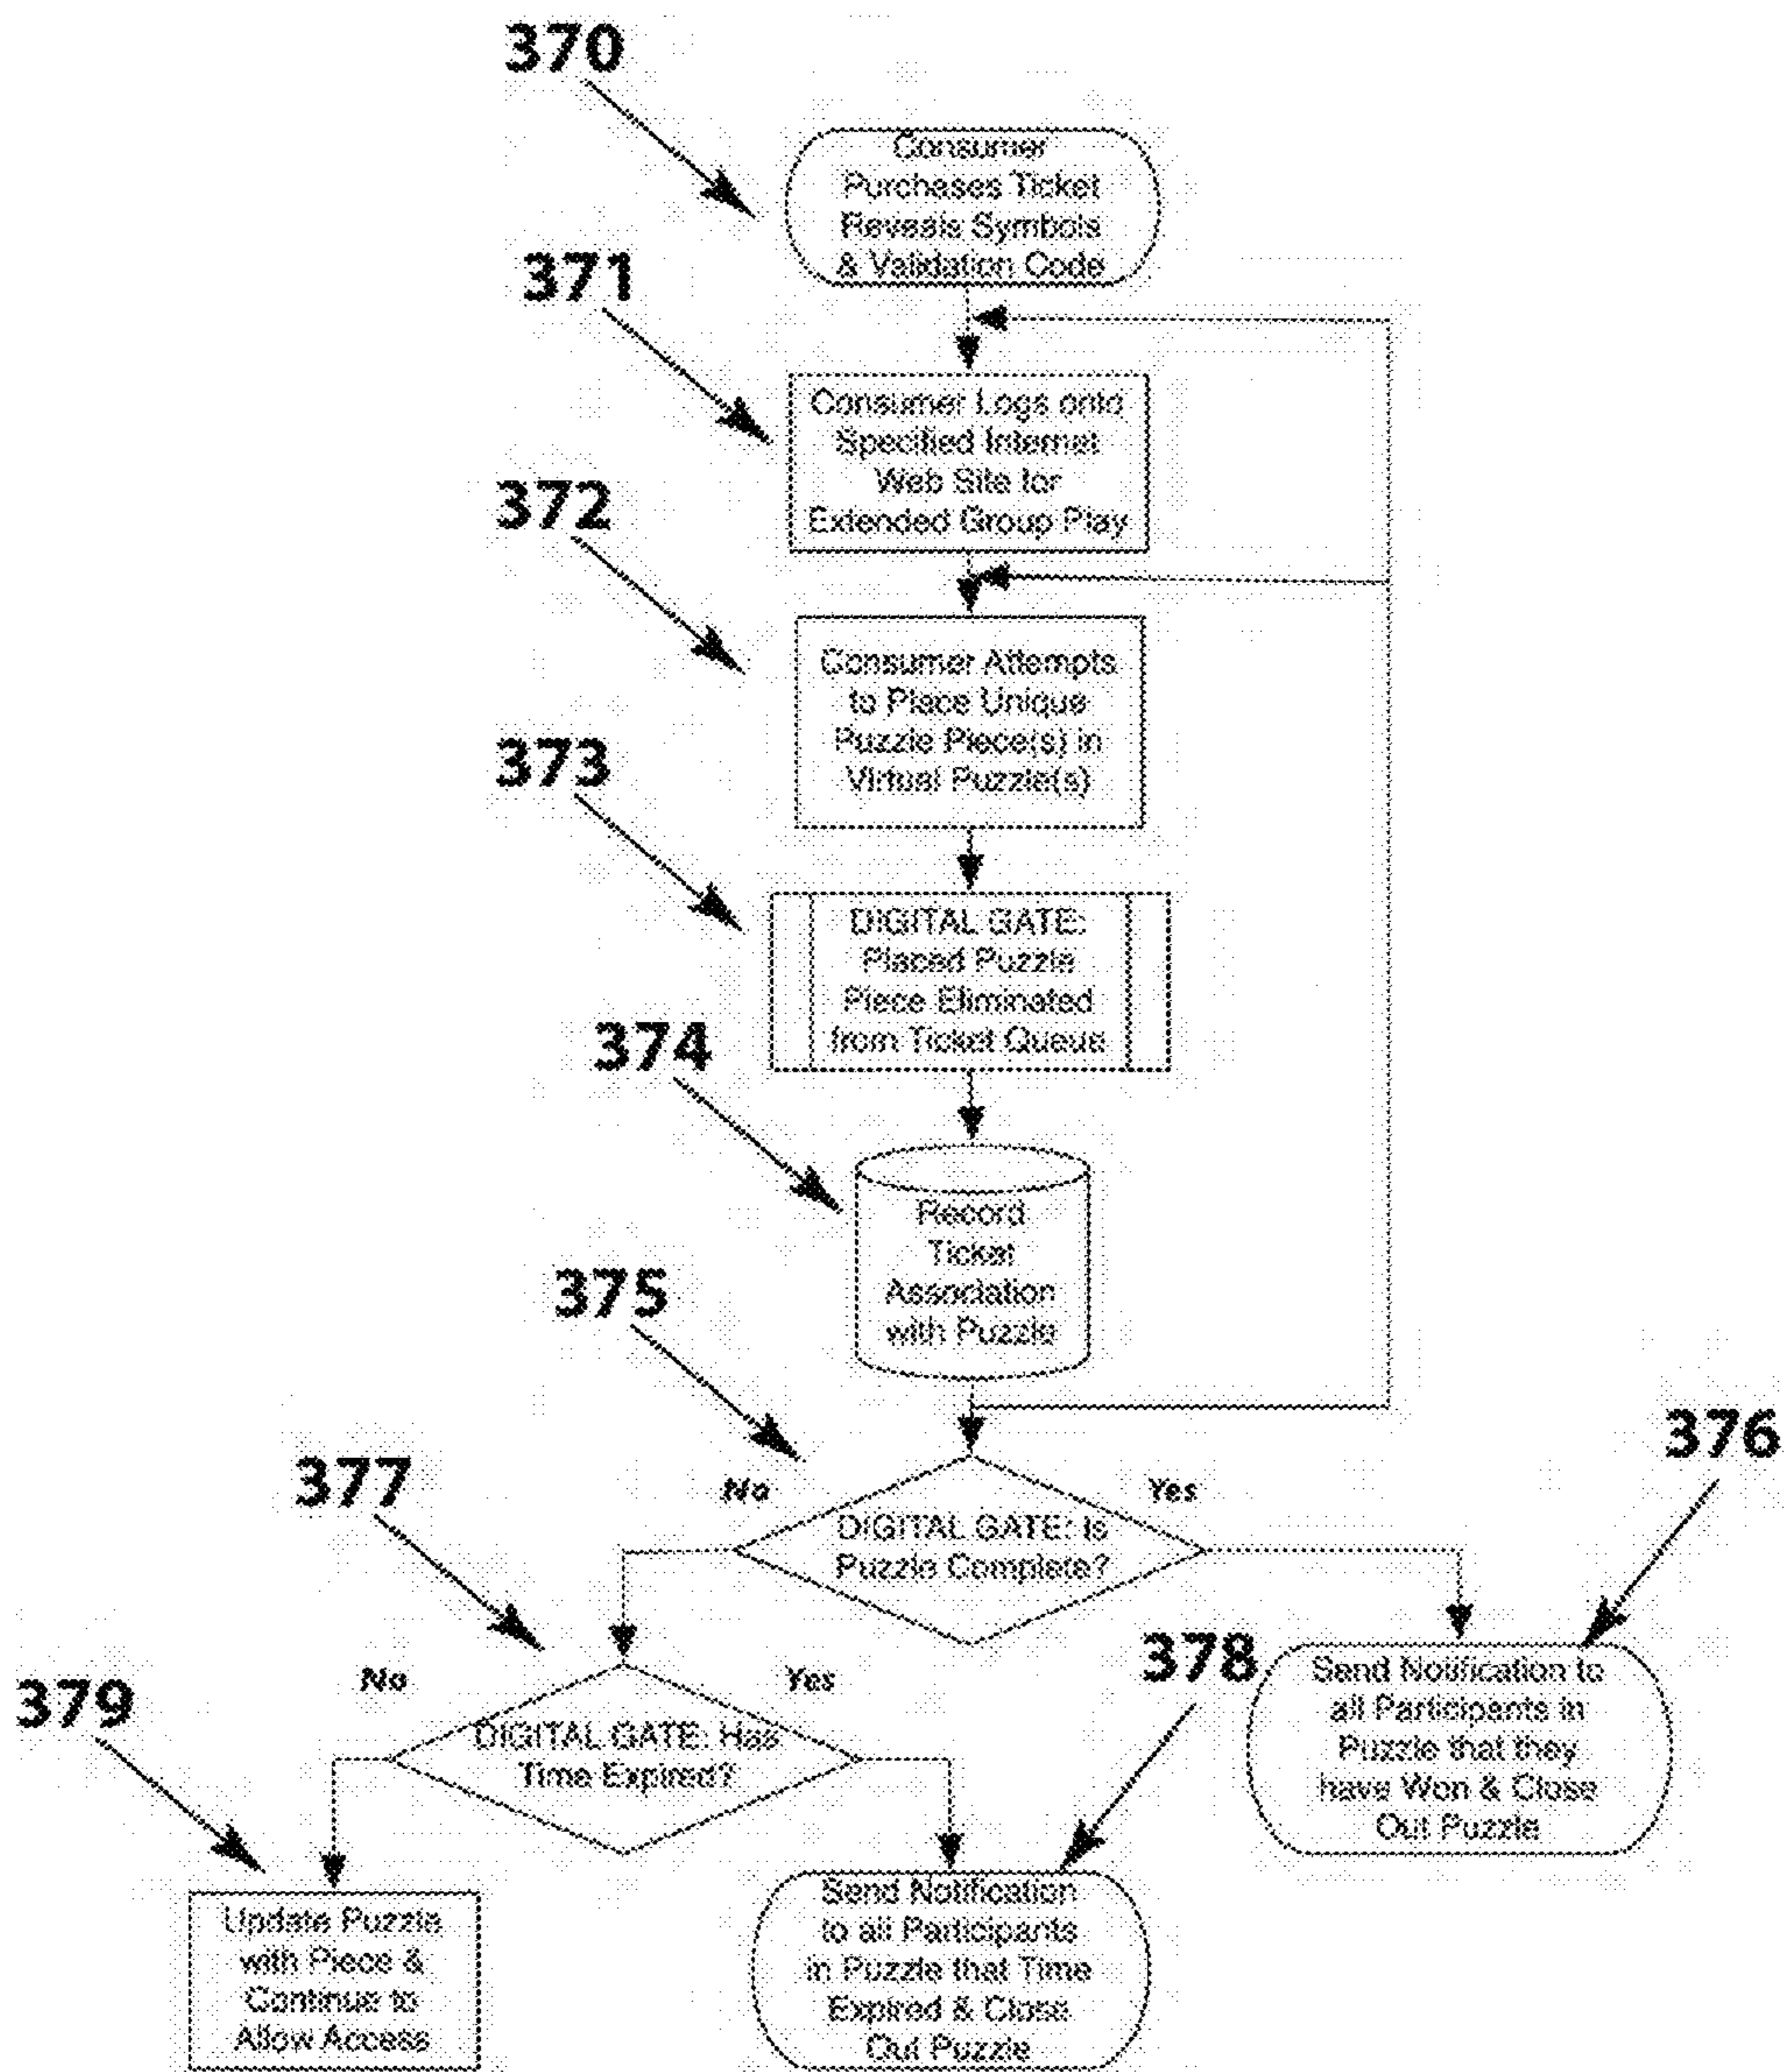 370
Consumer
Purchases Ticket
Reveals Symbols
& Validation Code
371
Consumer Logs onto
Specified Internet
Web Site for
Extended Group Play
372
Consumer Attempts
to Place Unique
Puzzle Piece(s) in
Virtual Puzzle(s)
373
DIGITAL GATE:
Placed Puzzle
Piece Eliminated
from Ticket Queue
374
Record
Ticket
Association
with Puzzle
375
No
Yes
DIGITAL GATE: Is
Puzzle Complete?
376
Send Notification to
all Participants in
Puzzle that they
have Won & Close
Out Puzzle
377
No
Yes
DIGITAL GATE: Has
Time Expired?
378
Send Notification
to all Participants
in Puzzle that Time
Expired & Close
Out Puzzle
379
Update Puzzle
with Piece &
Continue to
Allow Access